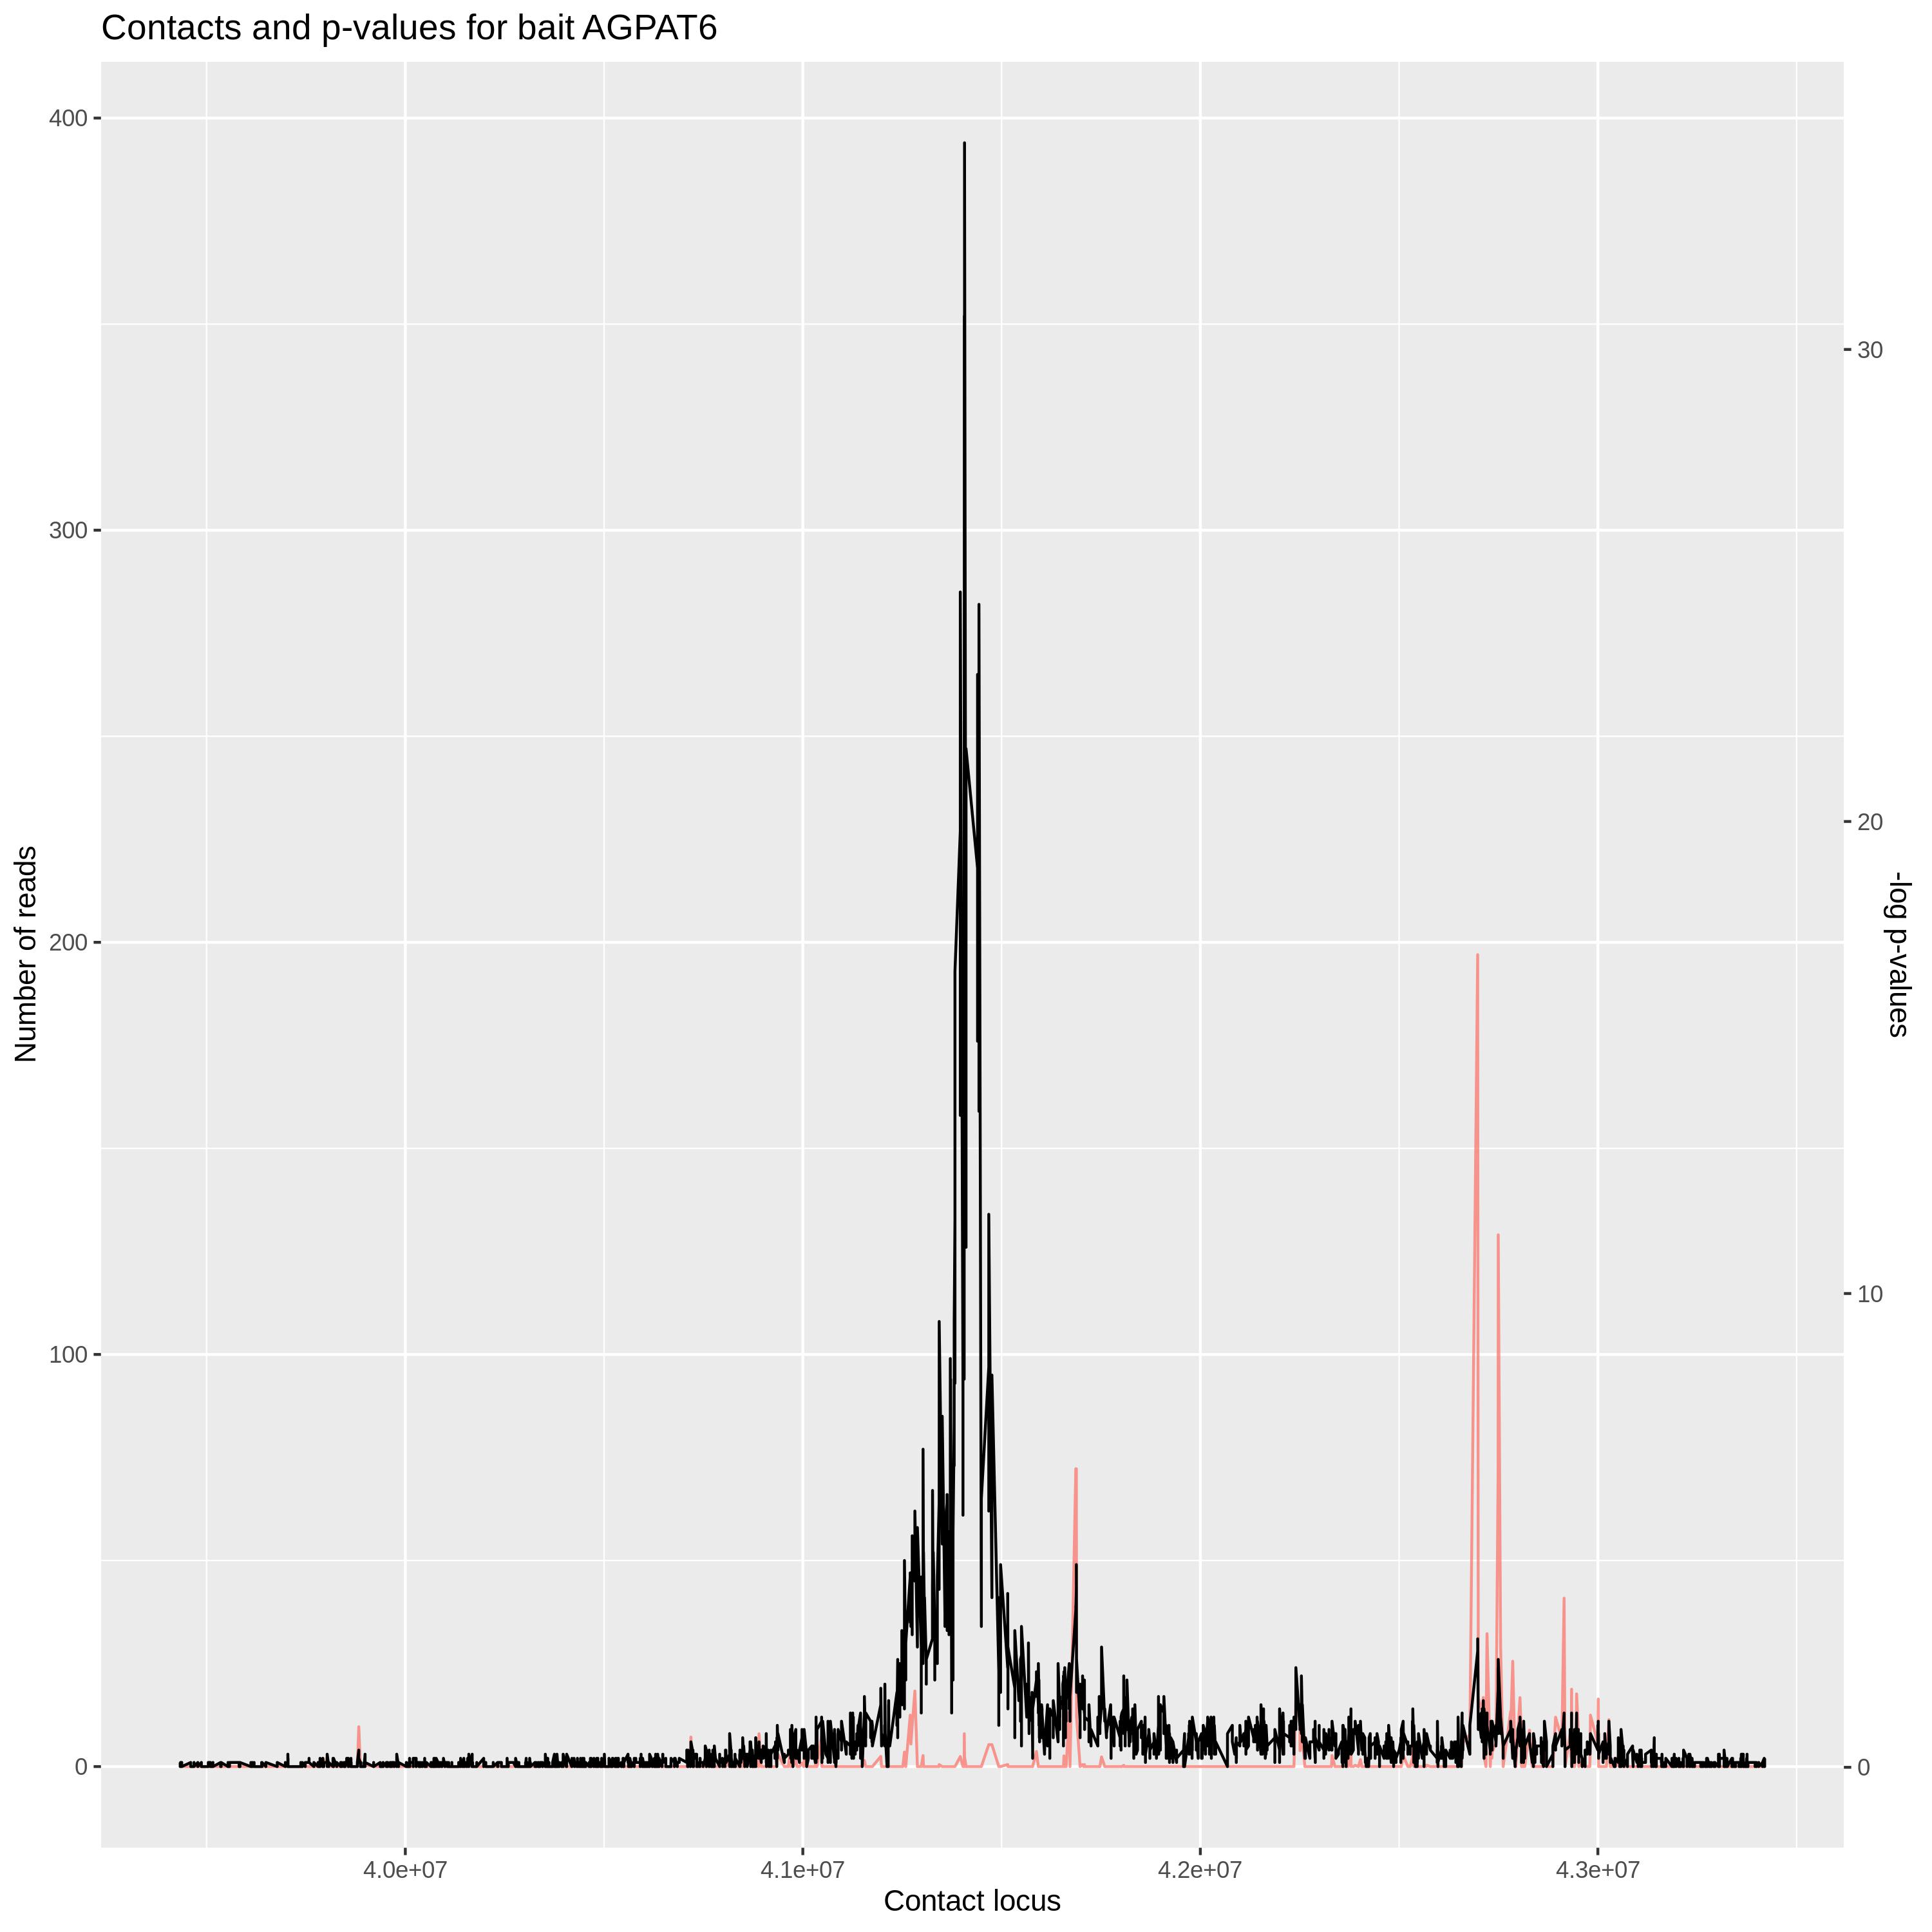 Contacts and p-values for bait AGPAT6
400
300
200
100
0
Number of reads
30
20
10
0
-log p-values
4.0e+07
4.1e+07
4.2e+07
4.3e+07
Contact locus